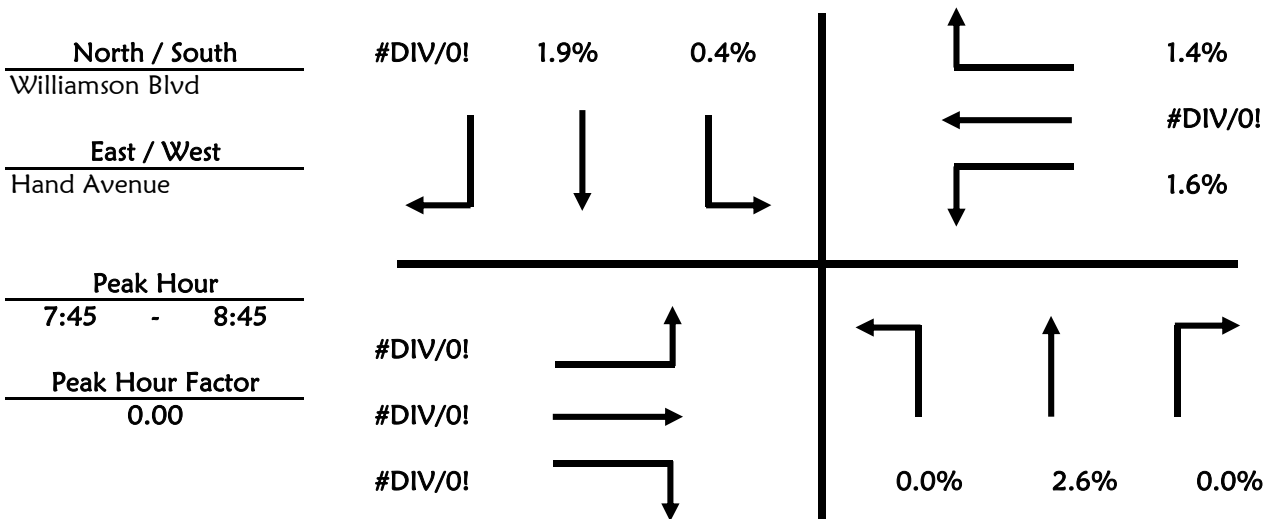 North / South
Williamson Blvd
East / West
Hand Avenue
Peak Hour
7:45 - 8:45
Peak Hour Factor
0.00
#DIV/0! 1.9% 0.4%
1.4%
#DIV/0!
1.6%
#DIV/0!
#DIV/0!
#DIV/0!
0.0% 2.6% 0.0%